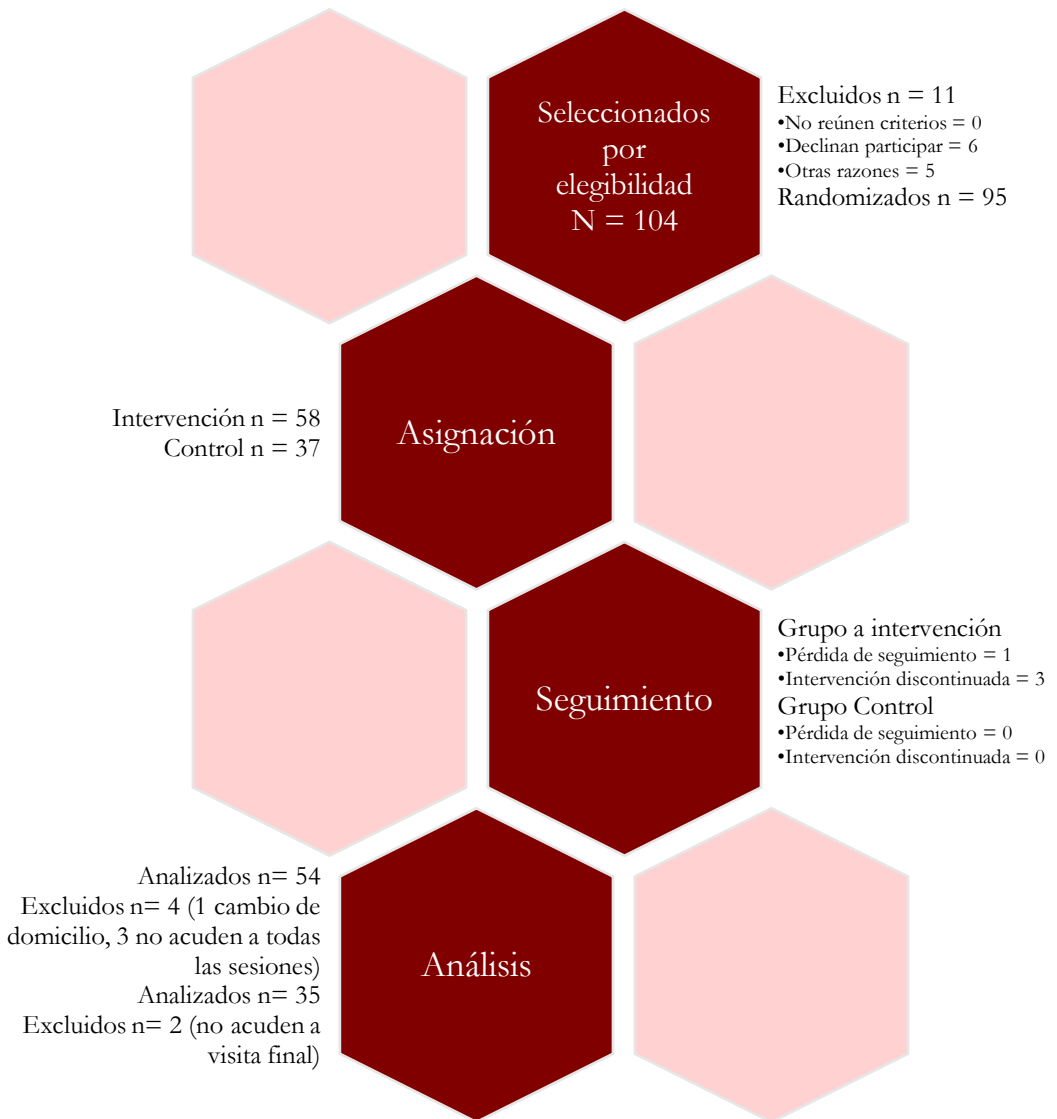 Seleccionados
por
elegibilidad
N = 104
Excluidos n = 11
•No reúnen criterios = 0
•Declinan participar = 6
•Otras razones = 5
Randomizados n = 95
Intervención n = 58
Control n = 37
Asignación
Seguimiento
Grupo a intervención
•Pérdida de seguimiento = 1
•Intervención discontinuada = 3
Grupo Control
•Pérdida de seguimiento = 0
•Intervención discontinuada = 0
Analizados n= 54
Excluidos n= 4 (1 cambio de
domicilio, 3 no acuden a todas
las sesiones)
Analizados n= 35
Excluidos n= 2 (no acuden a
visita final)
Análisis